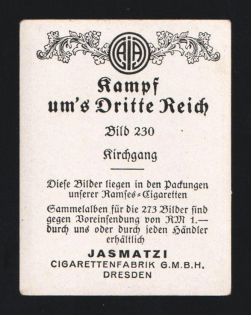 AJA
Kampf
um's Dritte Reich
Bild 230
Kirchgang
Diese Bilder liegen in den Packungen
unserer Ramses=Cigaretten
Sammelalben für die 273 Bilder sind
gegen Voreinsendung von RM 1.—
durch uns oder durch jeden Händler
erhältlich
JASMATZI
CIGARETTENFABRIK G.M.B.H.
DRESDEN